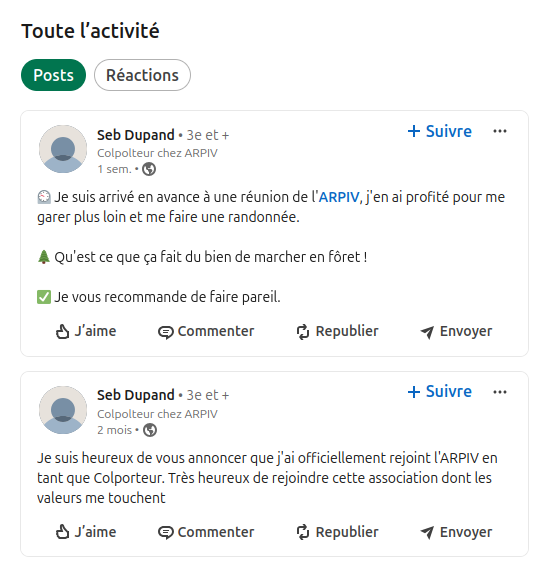 Toute l’activité
Posts
Réactions
Seb Dupand • 3e et +
+ Suivre
Colpolteur chez ARPIV
1 sem. •
Je suis arrivé en avance à une réunion de l'ARPIV, j'en ai profité pour me
garer plus loin et me faire une randonnée.
Qu'est ce que ça fait du bien de marcher en fôret !
Je vous recommande de faire pareil.
J’aime
Commenter
Republier
Envoyer
Seb Dupand • 3e et +
+ Suivre
Colpolteur chez ARPIV
2 mois •
Je suis heureux de vous annoncer que j'ai officiellement rejoint l'ARPIV en
tant que Colporteur. Très heureux de rejoindre cette association dont les
valeurs me touchent
J’aime
Commenter
Republier
Envoyer